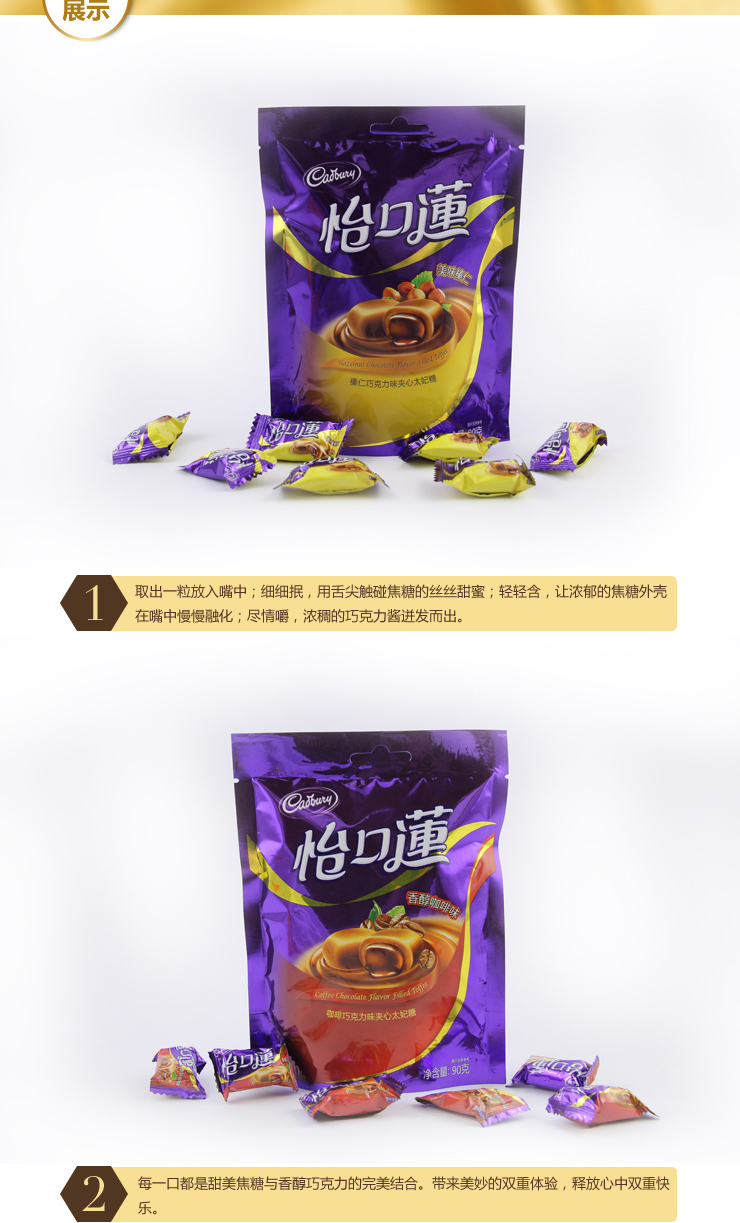 展示
Cadbury
怡口蓮
美味榛仁
Hazelnut Chocolate Flavor Filled Toffee
榛仁巧克力味夹心太妃糖
怡口蓮
1
取出一粒放入嘴中；细细抿，用舌尖触碰焦糖的丝丝甜蜜；轻轻含，让浓郁的焦糖外壳
在嘴中慢慢融化；尽情嚼，浓稠的巧克力酱迸发而出。
Cadbury
怡口蓮
香醇咖啡味
Coffee Chocolate Flavor Filled Toffee
咖啡巧克力味夹心太妃糖
净含量: 90克
怡口蓮
2
每一口都是甜美焦糖与香醇巧克力的完美结合。带来美妙的双重体验，释放心中双重快
乐。